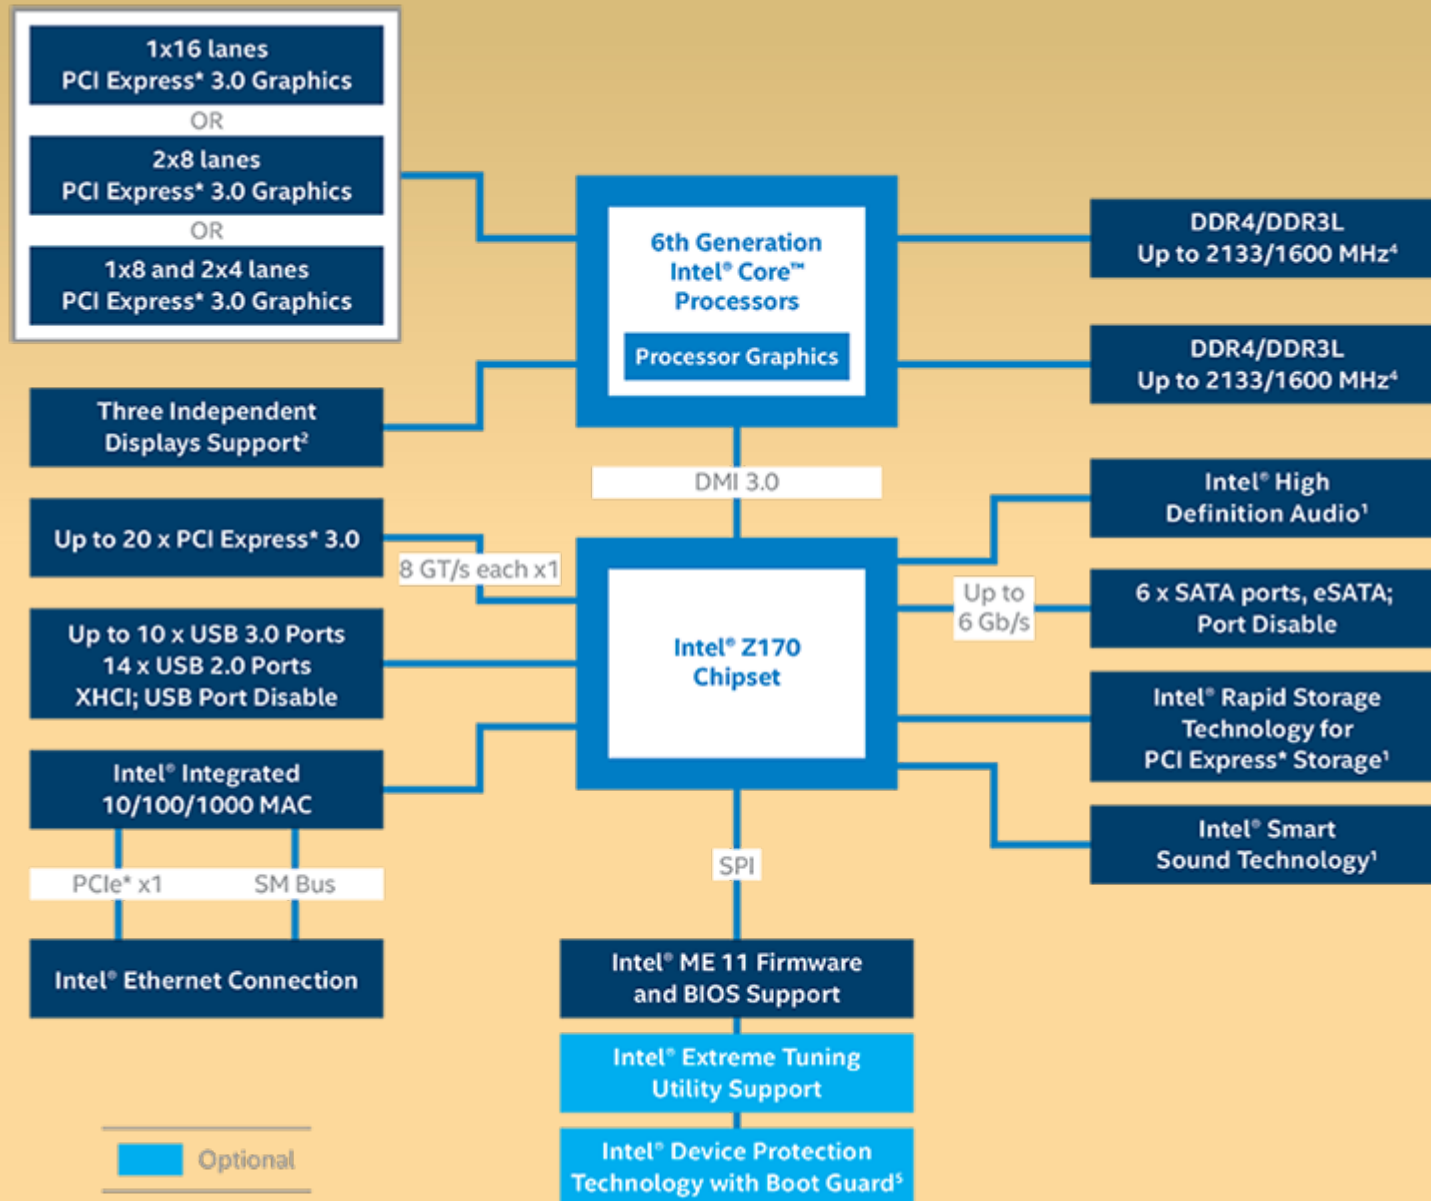 1x16 lanes
PCI Express* 3.0 Graphics
OR
2x8 lanes
PCI Express* 3.0 Graphics
OR
1x8 and 2x4 lanes
PCI Express* 3.0 Graphics
6th Generation
Intel® Core™
Processors
Processor Graphics
DDR4/DDR3L
Up to 2133/1600 MHz⁴
DDR4/DDR3L
Up to 2133/1600 MHz⁴
Three Independent
Displays Support²
DMI 3.0
Intel® High
Definition Audio¹
Up to 20 x PCI Express* 3.0
8 GT/s each x1
Up to
6 Gb/s
6 x SATA ports, eSATA;
Port Disable
Up to 10 x USB 3.0 Ports
14 x USB 2.0 Ports
XHCI; USB Port Disable
Intel® Z170
Chipset
Intel® Rapid Storage
Technology for
PCI Express* Storage¹
Intel® Integrated
10/100/1000 MAC
Intel® Smart
Sound Technology¹
PCIe* x1
SM Bus
SPI
Intel® Ethernet Connection
Intel® ME 11 Firmware
and BIOS Support
Intel® Extreme Tuning
Utility Support
Intel® Device Protection
Technology with Boot Guard⁵
Optional